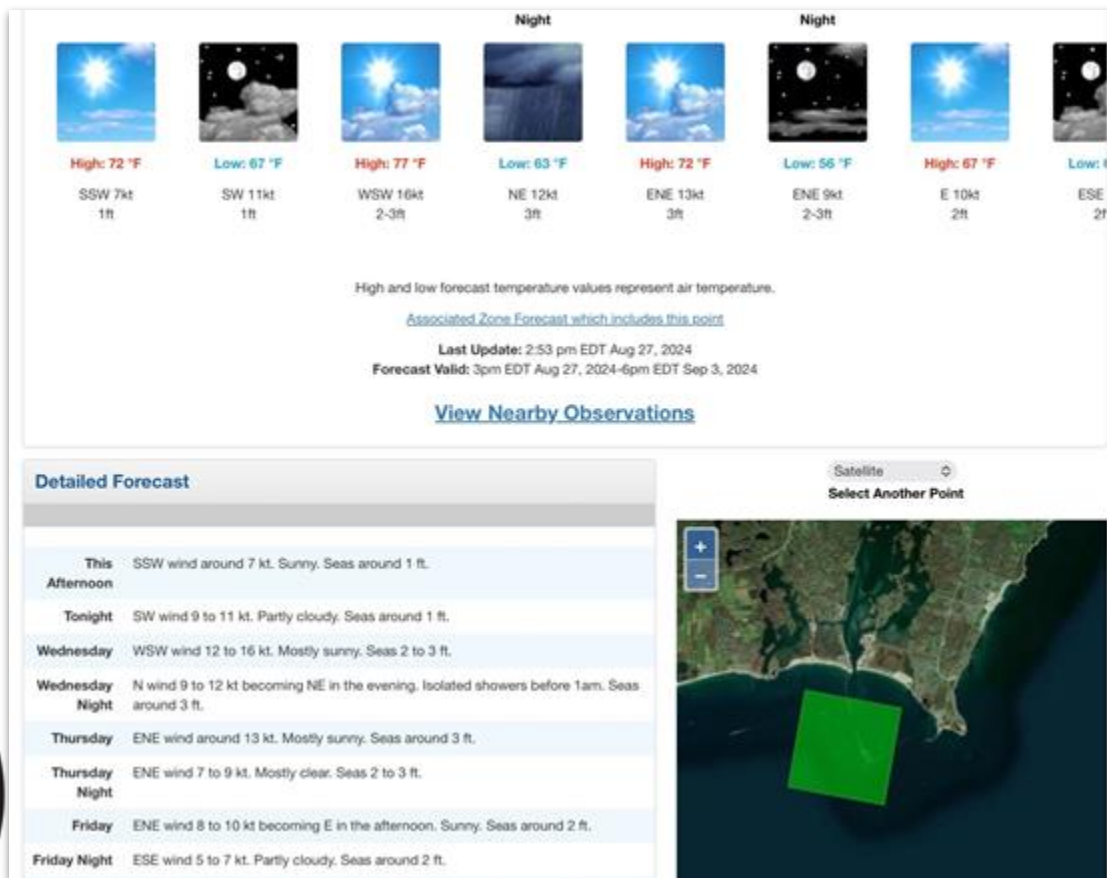 Night Night
High: 72 °F Low: 67 °F High: 77 °F Low: 63 °F High: 72 °F Low: 56 °F High: 67 °F Low:
SSW 7kt SW 11kt WSW 16kt NE 12kt ENE 13kt ENE 9kt E 10kt ESE
1ft 1ft 2-3ft 3ft 3ft 2-3ft 2ft
High and low forecast temperature values represent air temperature.
Associated Zone Forecast which includes this point
Last Update: 2:53 pm EDT Aug 27, 2024
Forecast Valid: 3pm EDT Aug 27, 2024-6pm EDT Sep 3, 2024
View Nearby Observations
Detailed Forecast
This Afternoon SSW wind around 7 kt. Sunny. Seas around 1 ft.
Tonight SW wind 9 to 11 kt. Partly cloudy. Seas around 1 ft.
Wednesday WSW wind 12 to 16 kt. Mostly sunny. Seas 2 to 3 ft.
Wednesday N wind 9 to 12 kt becoming NE in the evening. Isolated showers before 1am. Seas
Night around 3 ft.
Thursday ENE wind around 13 kt. Mostly sunny. Seas around 3 ft.
Thursday Night ENE wind 7 to 9 kt. Mostly clear. Seas 2 to 3 ft.
Friday ENE wind 8 to 10 kt becoming E in the afternoon. Sunny. Seas around 2 ft.
Friday Night ESE wind 5 to 7 kt. Partly cloudy. Seas around 2 ft.
Satellite
Select Another Point
+
−